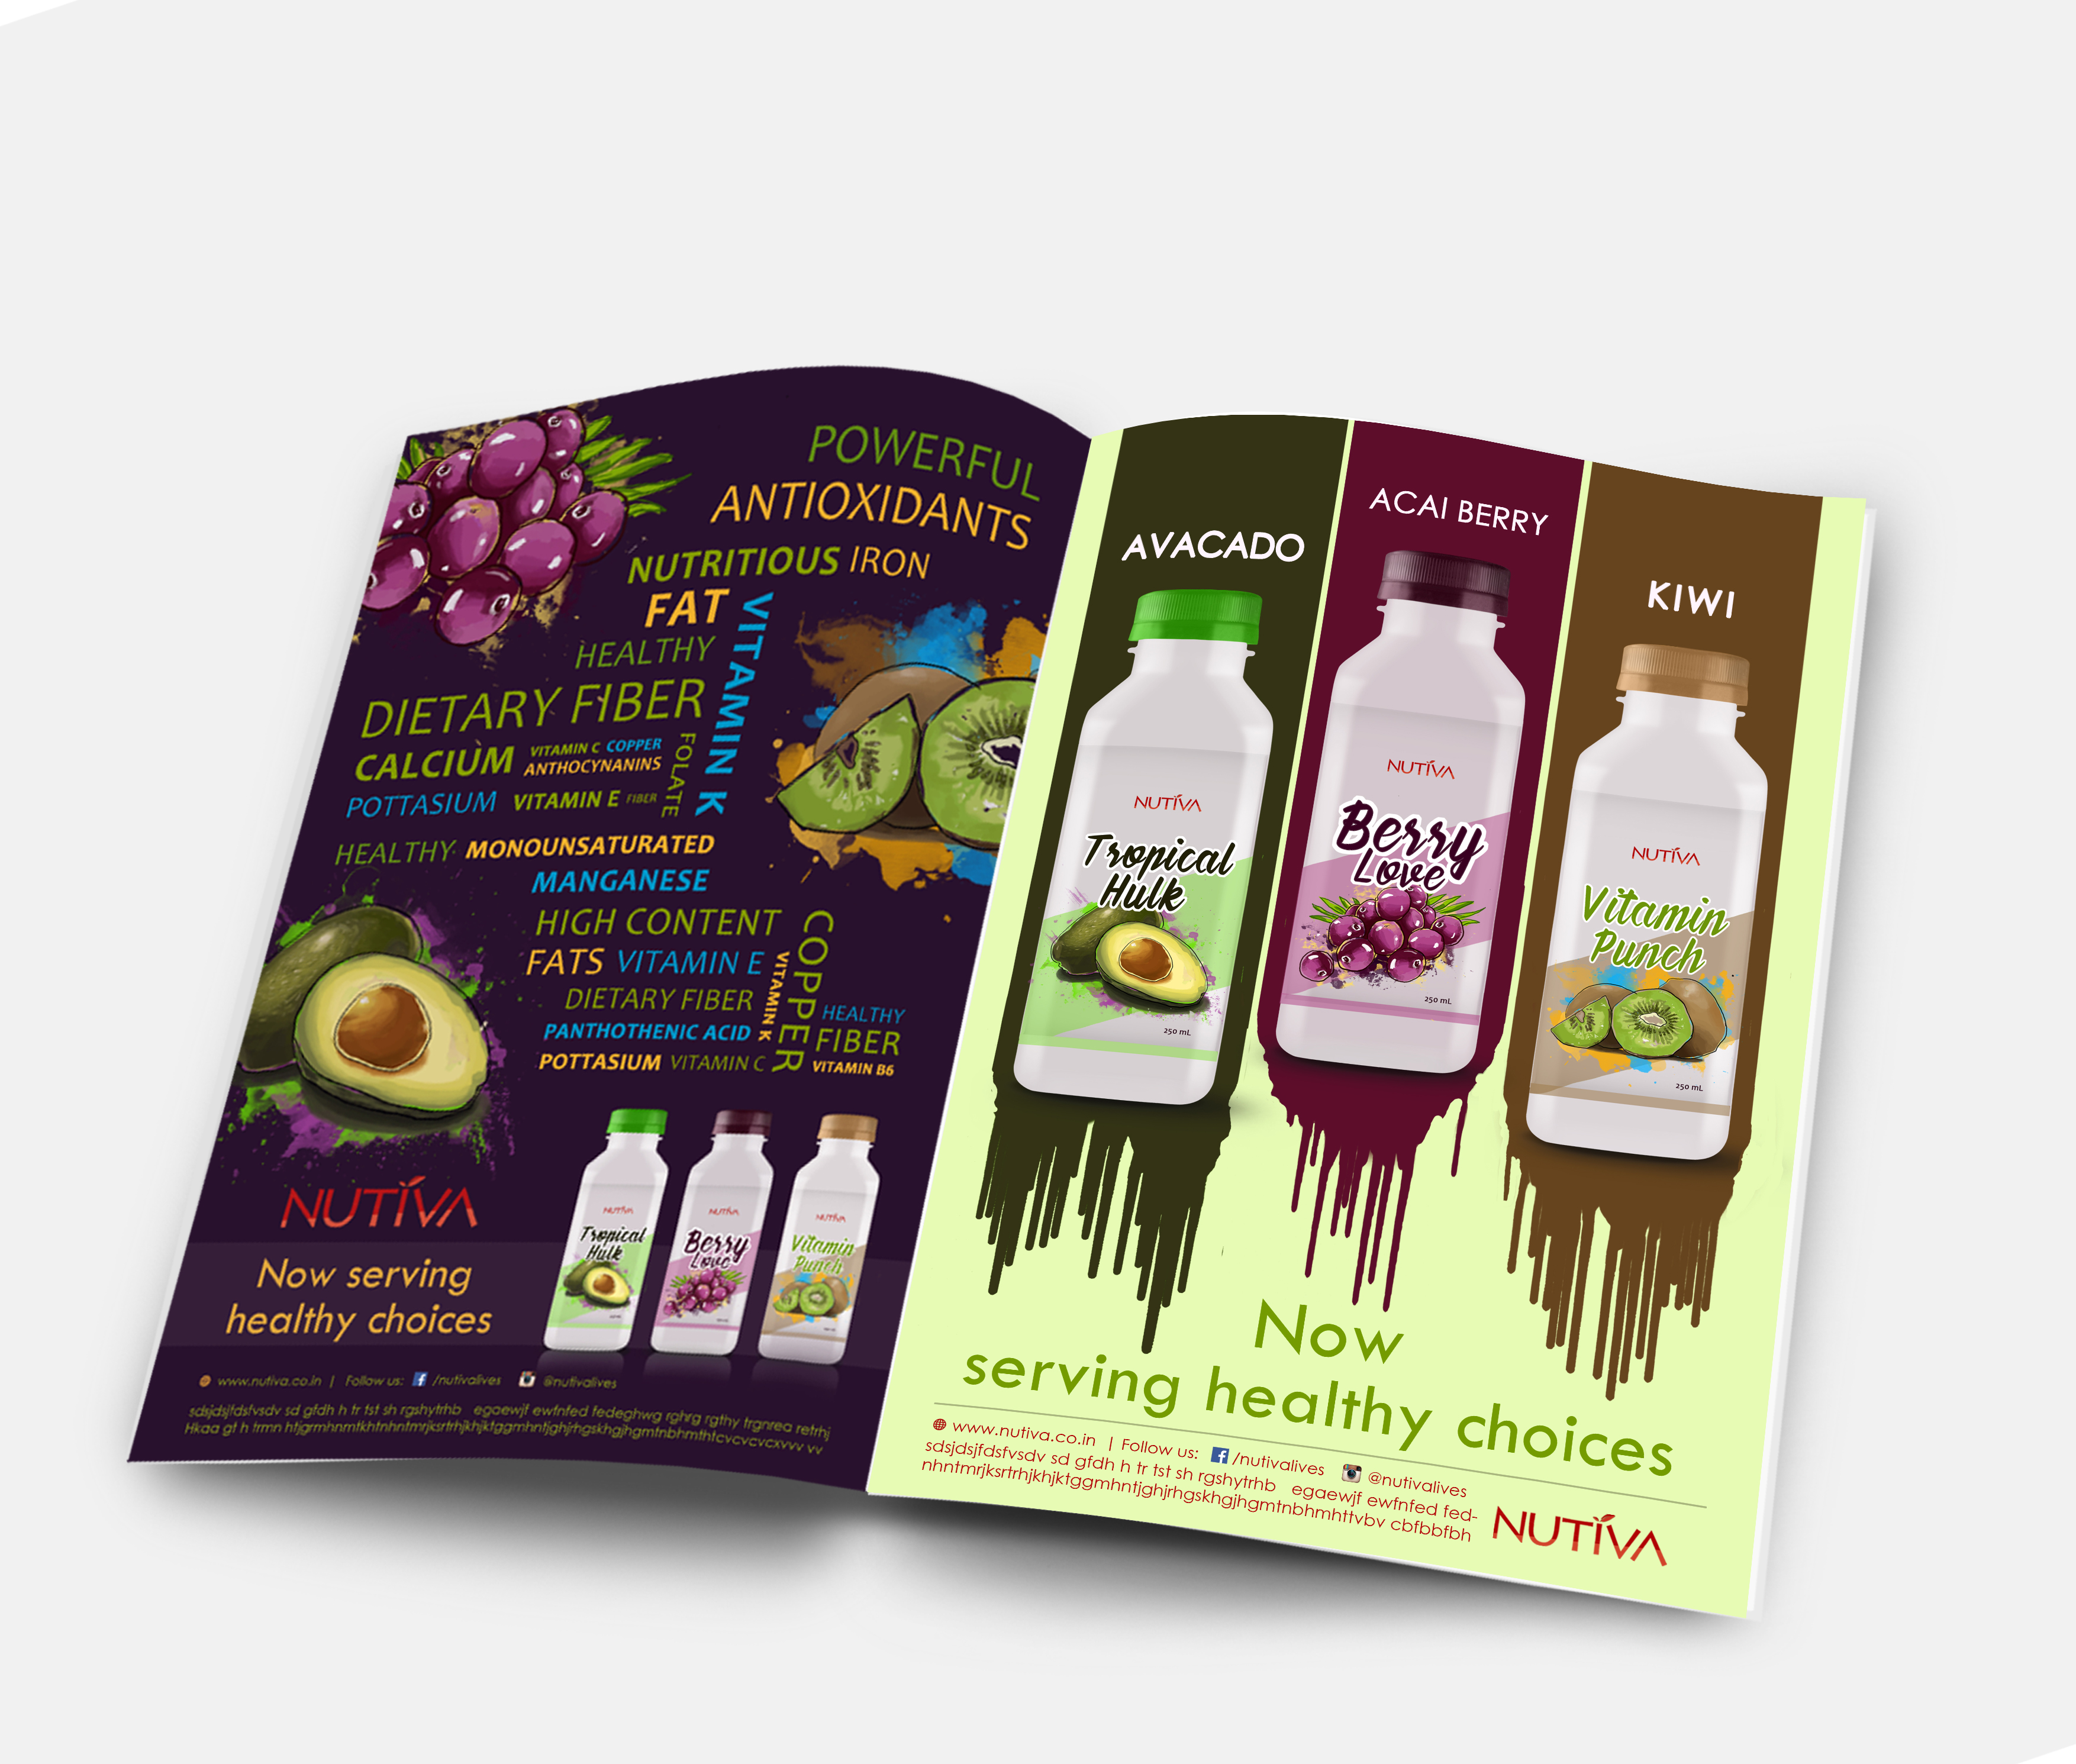 POWERFUL
ANTIOXIDANTS
NUTRITIOUS IRON
FAT
VITAMIN K
HEALTHY
DIETARY FIBER
CALCIUM VITAMIN C COPPER
ANTHOCYNANINS
FOLATE
POTTASIUM VITAMIN E FIBER
HEALTHY MONOUNSATURATED
MANGANESE
HIGH CONTENT
COPPER
FATS VITAMIN E
VITAMIN K
DIETARY FIBER
HEALTHY
PANTHOTHENIC ACID
FIBER
POTTASIUM VITAMIN C
VITAMIN B6
NUTIVA
Now serving
healthy choices
NUTIVA
Tropical
Hulk
NUTIVA
Berry
Love
NUTIVA
Vitamin
Punch
www.nutiva.co.in | Follow us: /nutivalives @nutivalives
sdsjdsjfdsfvsdv sd gfdh h tr tst sh rgshytrhb egaewjf ewfnfed fedeghwg rghrg rgthy trgnrea retrhj
AVACADO
ACAI BERRY
KIWI
NUTIVA
Tropical
Hulk
250 mL
NUTIVA
Berry
Love
250 mL
NUTIVA
Vitamin
Punch
250 mL
Now
serving healthy choices
www.nutiva.co.in | Follow us: /nutivalives @nutivalives
sdsjdsjfdsfvsdv sd gfdh h tr tst sh rgshytrhb egaewjf ewfnfed fed-
nhntmrjksrtrhjkhjktggmhntjghjrhgskhgjhgmtnbhmhttvbv cbfbbfbh
NUTIVA